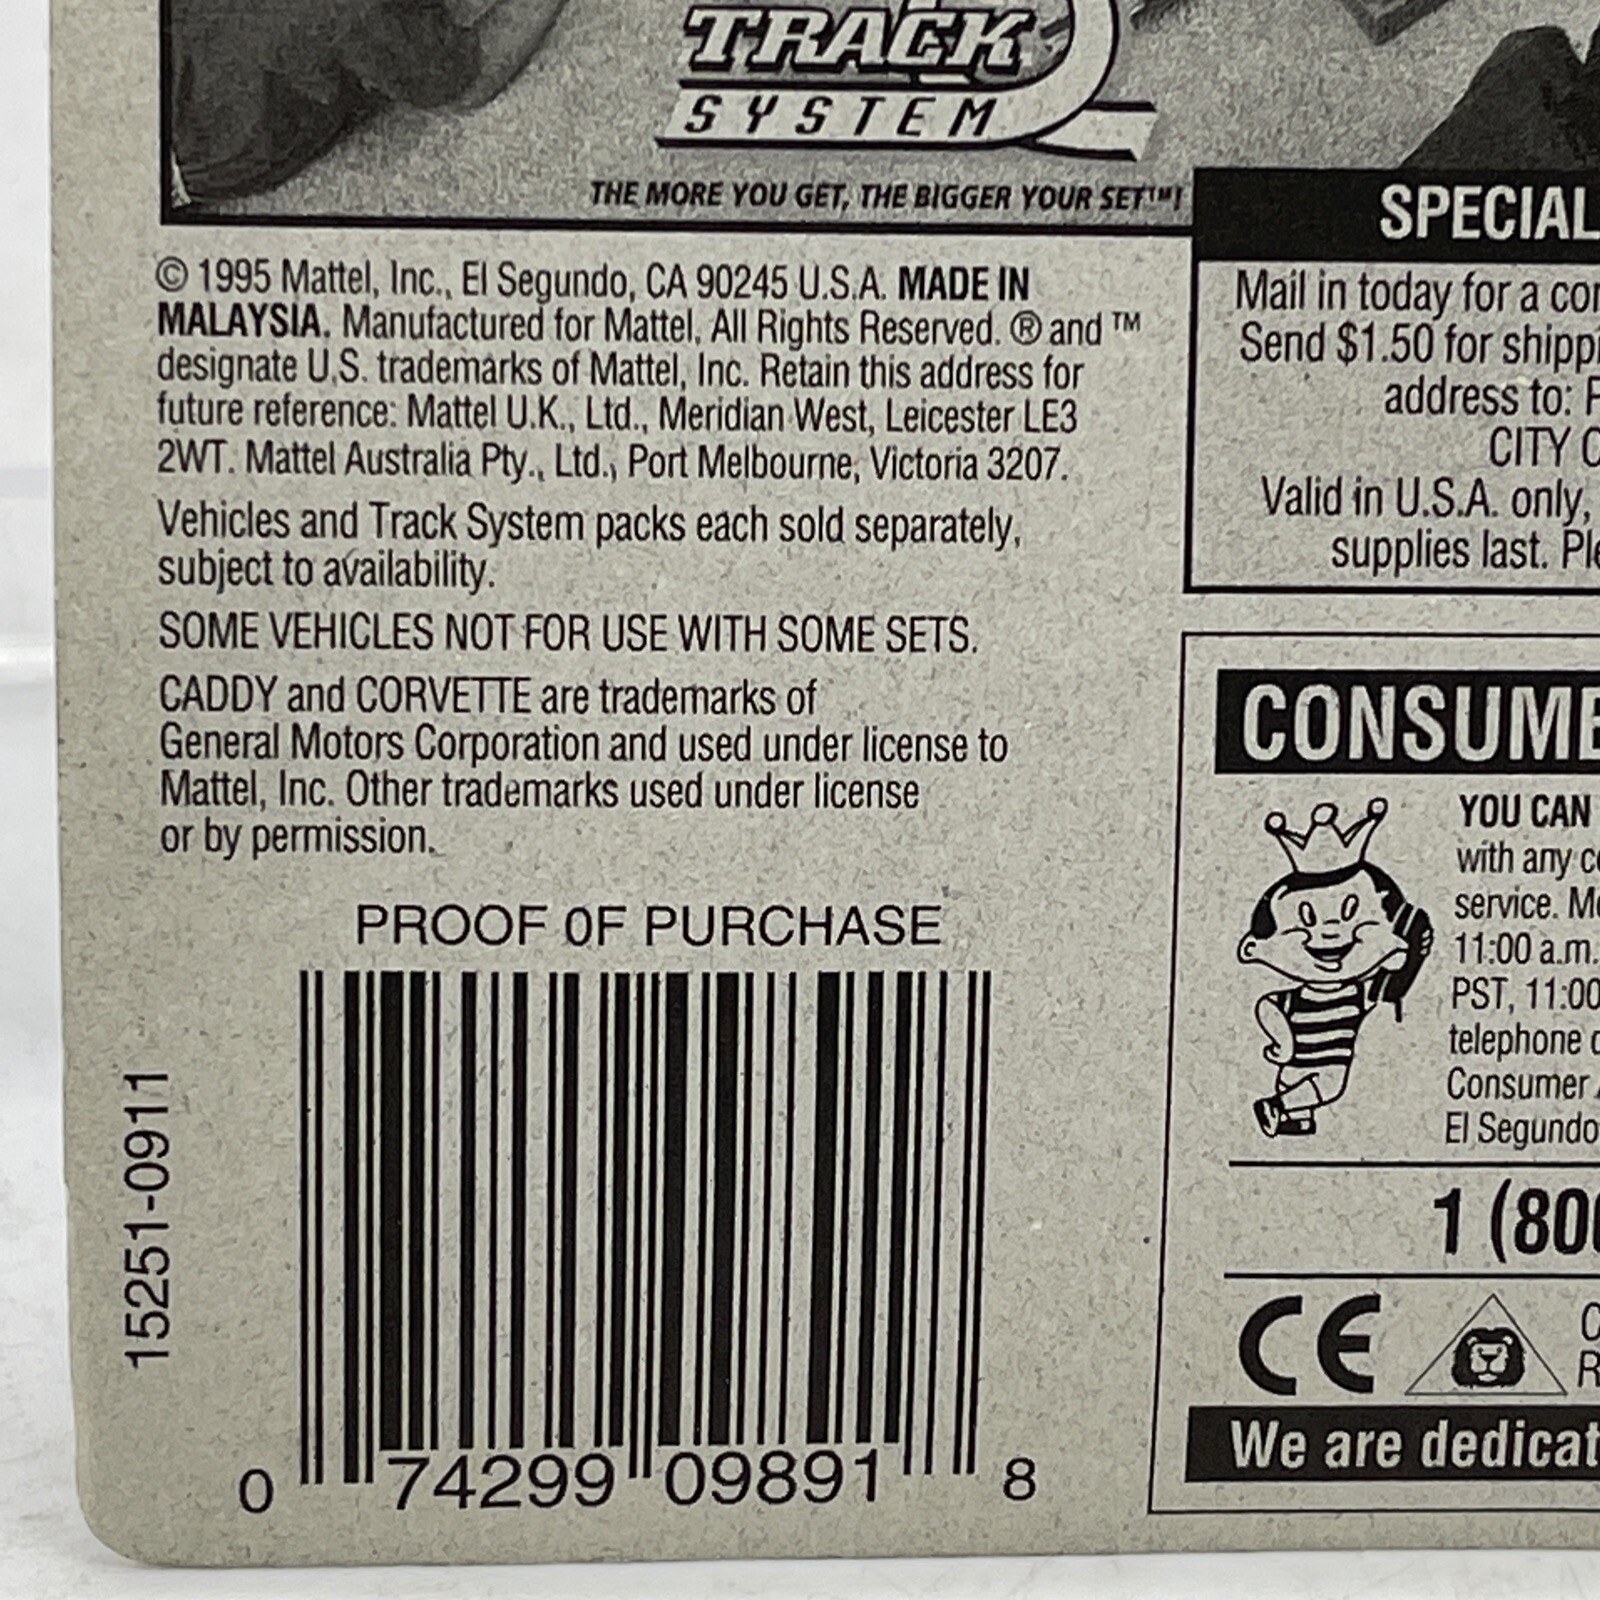 TRACK
SYSTEM
THE MORE YOU GET, THE BIGGER YOUR SET™!
© 1995 Mattel, Inc., El Segundo, CA 90245 U.S.A. MADE IN
MALAYSIA. Manufactured for Mattel, All Rights Reserved. ® and ™
designate U.S. trademarks of Mattel, Inc. Retain this address for
future reference: Mattel U.K., Ltd., Meridian West, Leicester LE3
2WT. Mattel Australia Pty., Ltd., Port Melbourne, Victoria 3207.
Vehicles and Track System packs each sold separately,
subject to availability.
SOME VEHICLES NOT FOR USE WITH SOME SETS.
CADDY and CORVETTE are trademarks of
General Motors Corporation and used under license to
Mattel, Inc. Other trademarks used under license
or by permission.
PROOF OF PURCHASE
0 74299 09891 8
15251-0911
SPECIAL
Mail in today for a
Send $1.50 for
address to:
CITY
Valid in U.S.A. only,
supplies last.
CONSUME
YOU CAN
with any
service.
11:00 a.m.
PST, 11:00
telephone
Consumer
El Segundo
1 (800
CE
We are dedicat